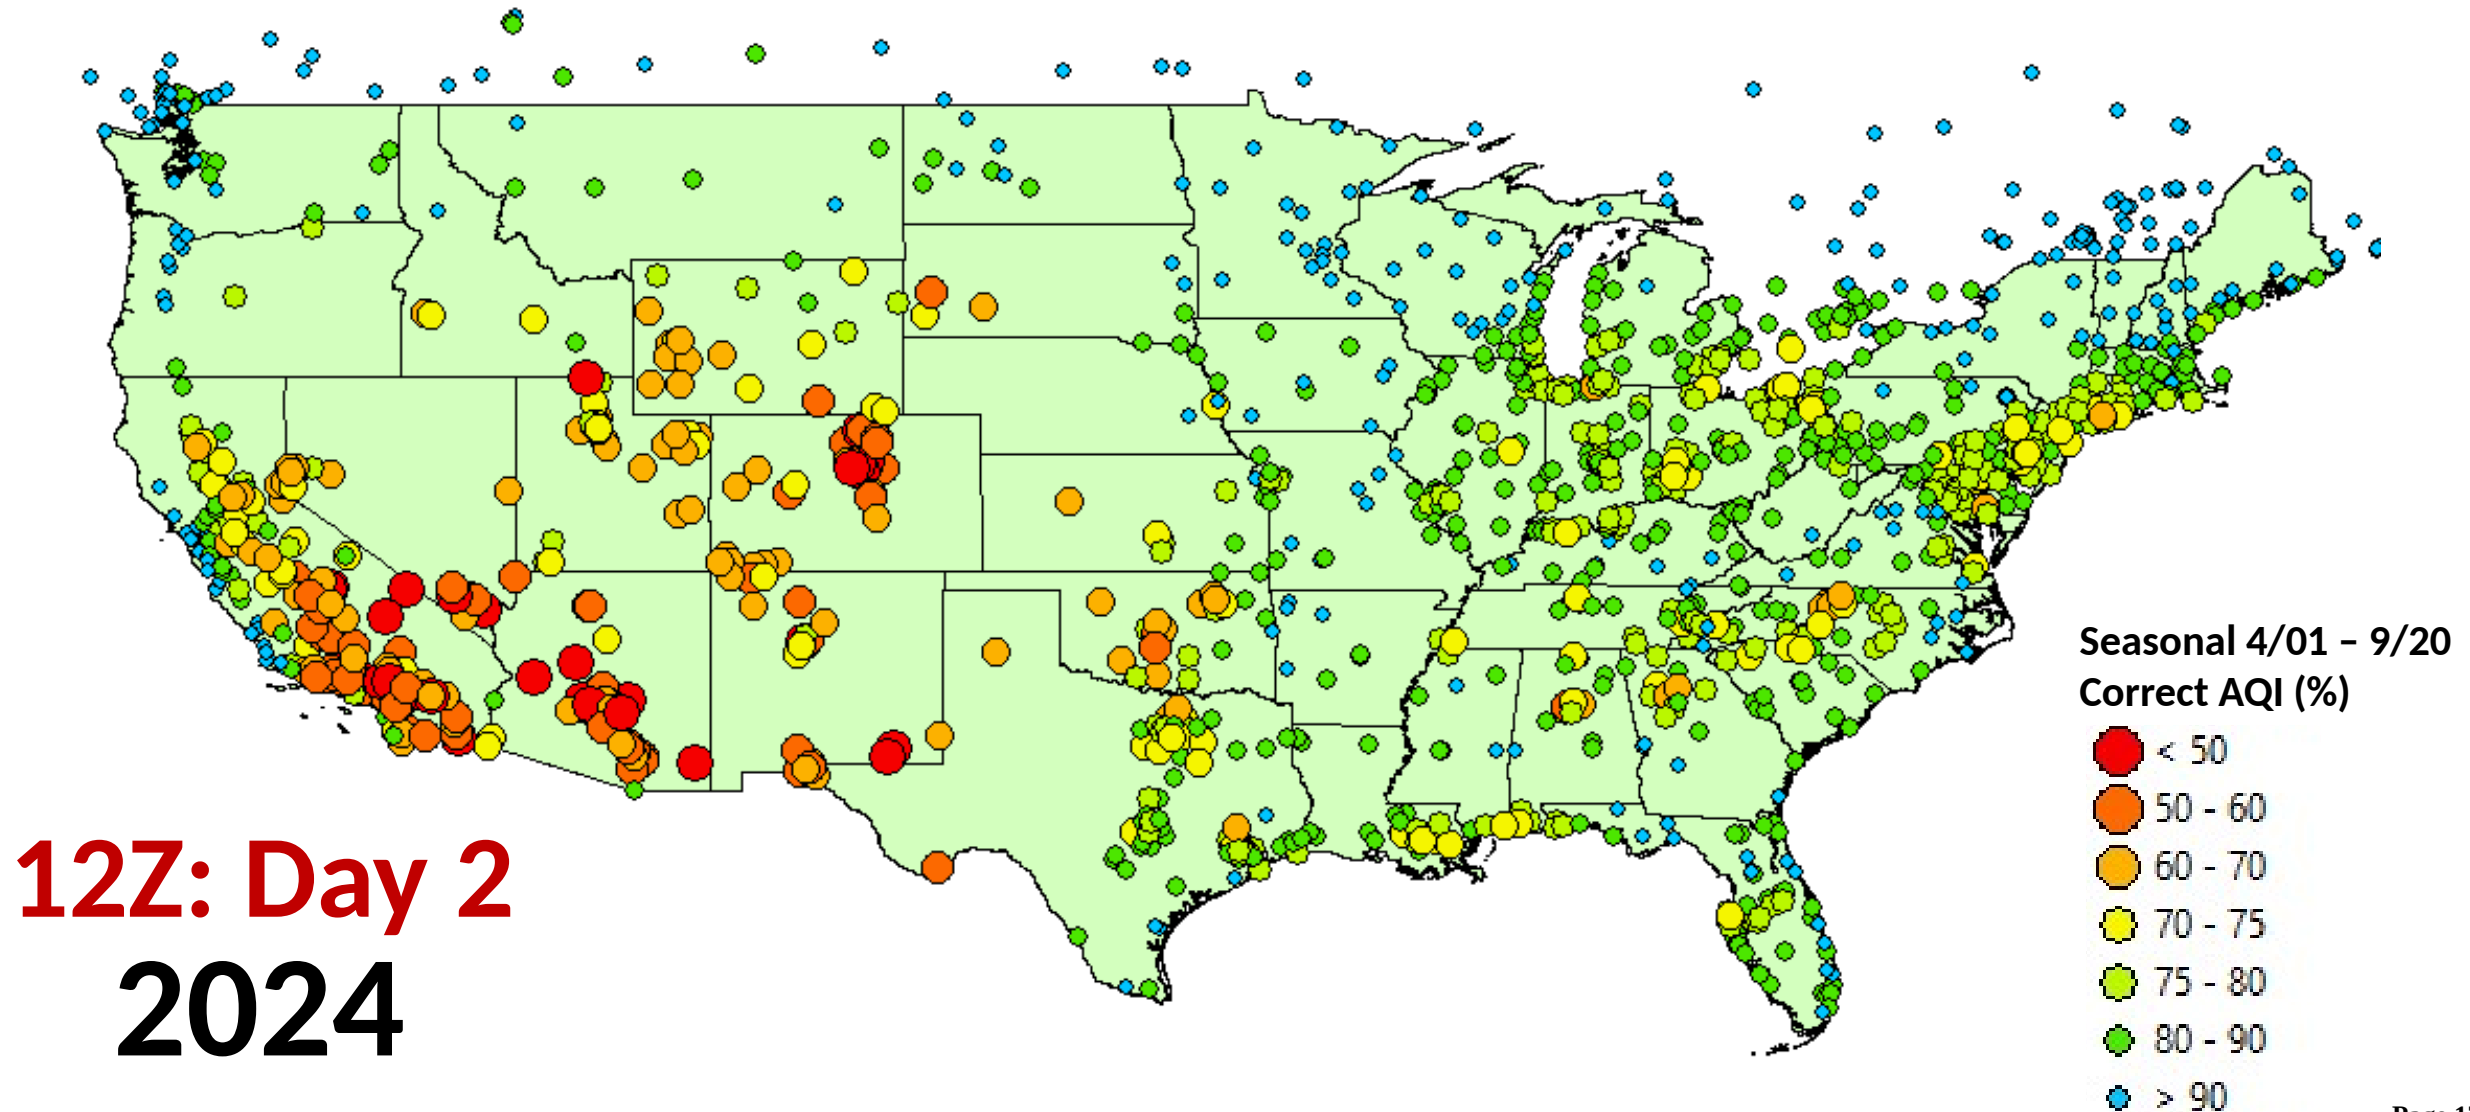 Seasonal 4/01 – 9/20
Correct AQI (%)
< 50
50 - 60
60 - 70
70 - 75
75 - 80
80 - 90
> 90
12Z: Day 2
2024